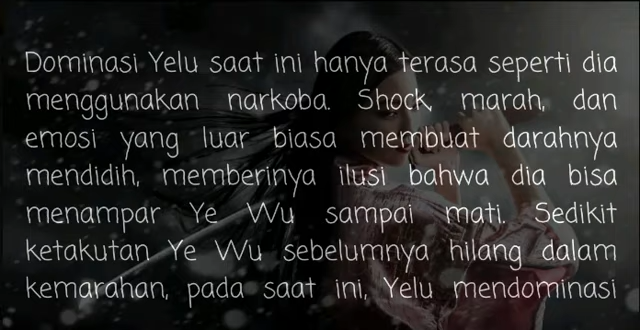 Dominasi Yelu saat ini hanya terasa seperti dia
menggunakan narkoba. Shock, marah, dan
emosi yang luar biasa membuat darahnya
mendidih, memberinya ilusi bahwa dia bisa
menampar Ye Wu sampai mati. Sedikit
ketakutan Ye Wu sebelumnya hilang dalam
kemarahan, pada saat ini, Yelu mendominasi